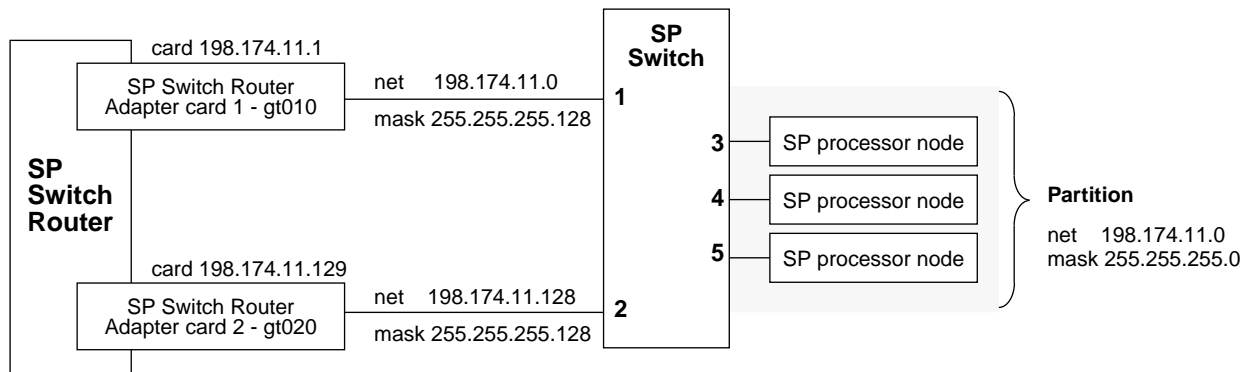 card 198.174.11.1
SP Switch Router
Adapter card 1 - gt010
net 198.174.11.0
mask 255.255.255.128
SP
Switch
Router
card 198.174.11.129
SP Switch Router
Adapter card 2 - gt020
net 198.174.11.128
mask 255.255.255.128
SP
Switch
1
2
3
SP processor node
4
SP processor node
5
SP processor node
Partition
net 198.174.11.0
mask 255.255.255.0